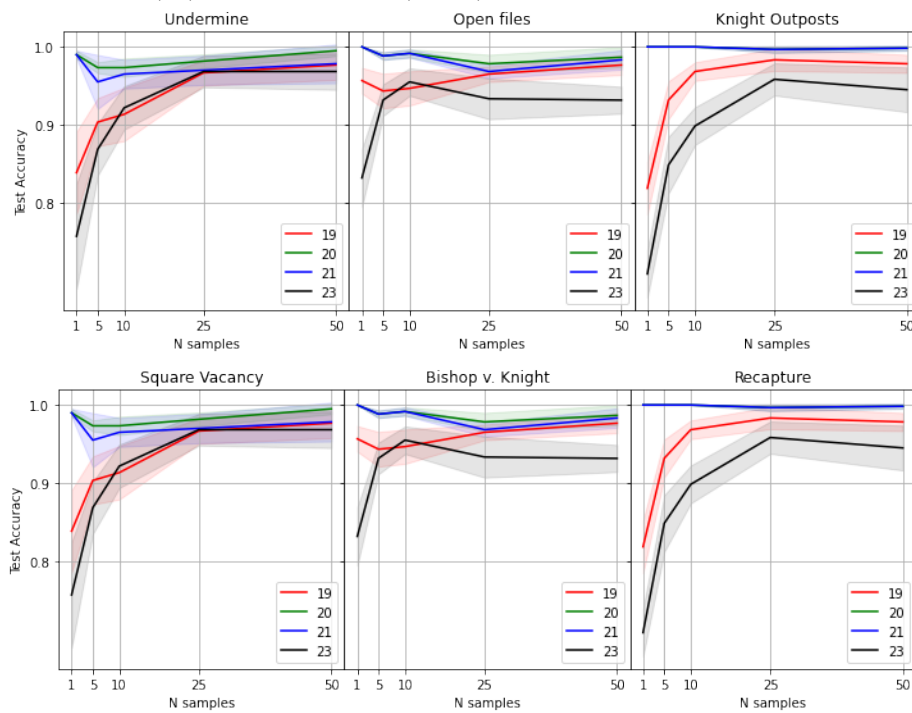 Undermine
Open files
Knight Outposts
Test Accuracy
1.0
0.9
0.8
19
20
21
23
19
20
21
23
19
20
21
23
1 5 10 25 50
1 5 10 25 50
1 5 10 25 50
N samples
N samples
N samples
Square Vacancy
Bishop v. Knight
Recapture
Test Accuracy
1.0
0.9
0.8
19
20
21
23
19
20
21
23
19
20
21
23
1 5 10 25 50
1 5 10 25 50
1 5 10 25 50
N samples
N samples
N samples